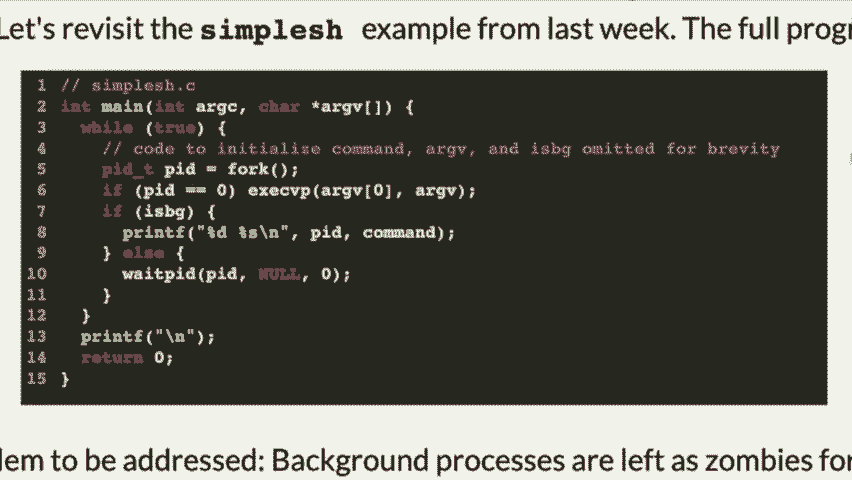 Let's revisit the simplesh example from last week. The full progr
1 // simplesh.c
2 int main(int argc, char *argv[]) {
3 while (true) {
4 // code to initialize command, argv, and isbg omitted for brevity
5 pid_t pid = fork();
6 if (pid == 0) execvp(argv[0], argv);
7 if (isbg) {
8 printf("%d %s\n", pid, command);
9 } else {
10 waitpid(pid, NULL, 0);
11 }
12 }
13 printf("\n");
14 return 0;
15 }
lem to be addressed: Background processes are left as zombies for